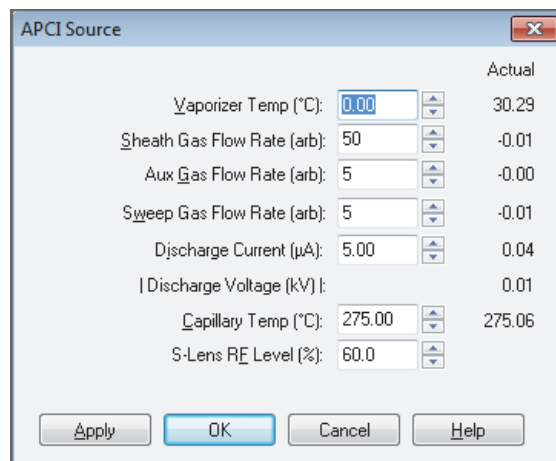 APCI Source
Actual
Vaporizer Temp (°C): 0.00 30.29
Sheath Gas Flow Rate (arb): 50 -0.01
Aux Gas Flow Rate (arb): 5 -0.00
Sweep Gas Flow Rate (arb): 5 -0.01
Discharge Current (µA): 5.00 0.04
| Discharge Voltage (kV) |: 0.01
Capillary Temp (°C): 275.00 275.06
S-Lens RF Level (%): 60.0
Apply OK Cancel Help